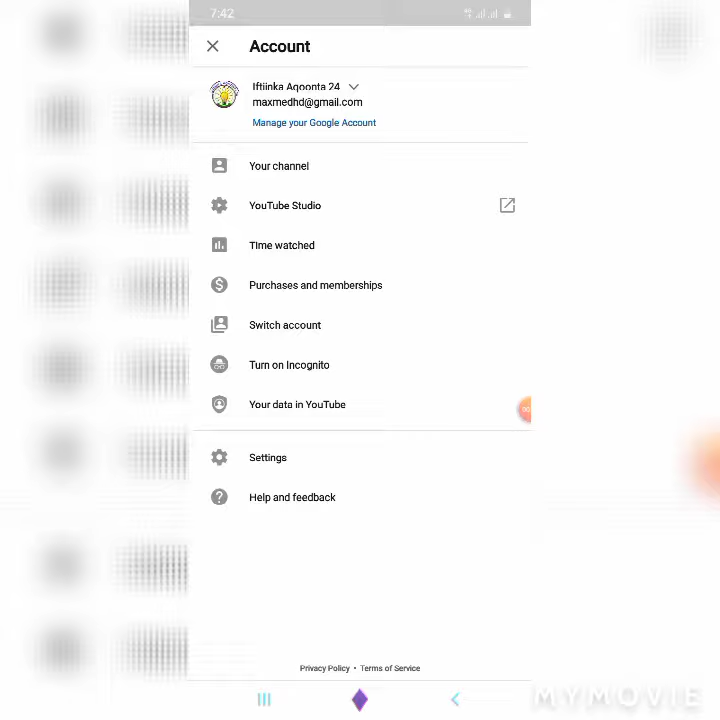 7:42
Account
Iftiinka Aqoonta 24
maxmedhd@gmail.com
Manage your Google Account
Your channel
YouTube Studio
Time watched
Purchases and memberships
Switch account
Turn on Incognito
Your data in YouTube
Settings
Help and feedback
Privacy Policy • Terms of Service
MYMOVIE